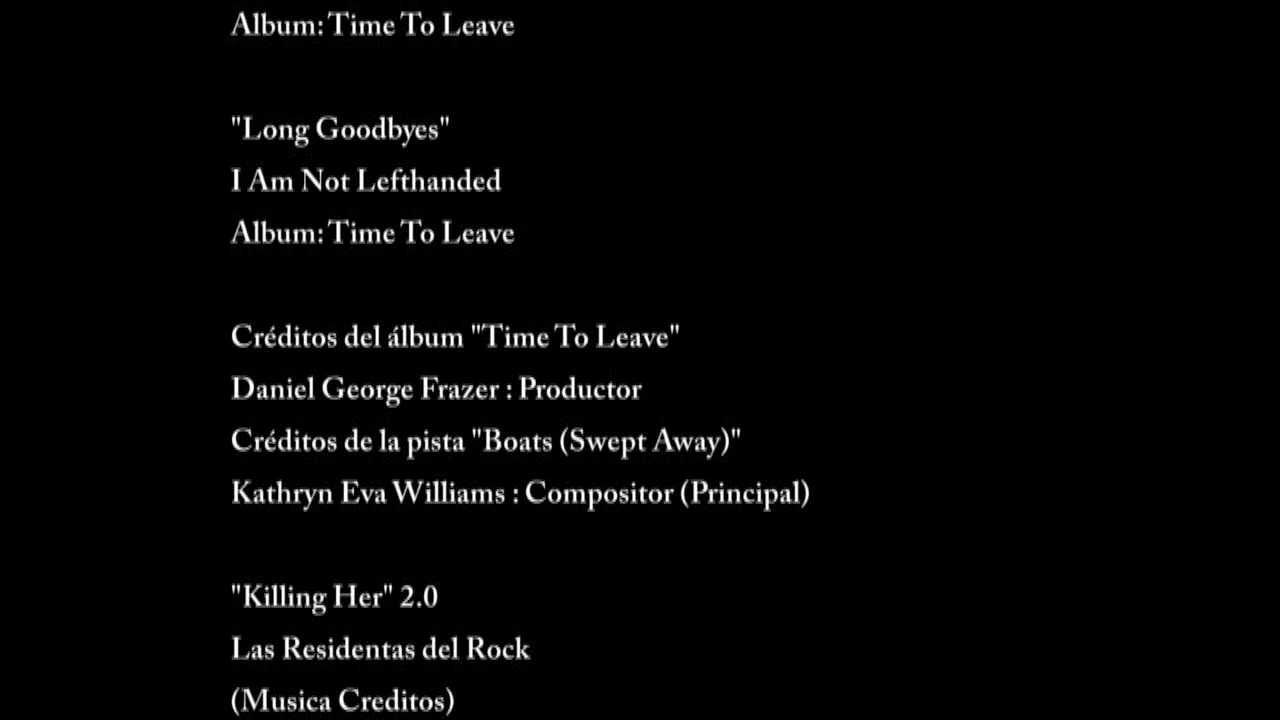 Album: Time To Leave
"Long Goodbyes"
I Am Not Lefthanded
Album: Time To Leave
Créditos del álbum "Time To Leave"
Daniel George Frazer : Productor
Créditos de la pista "Boats (Swept Away)"
Kathryn Eva Williams : Compositor (Principal)
"Killing Her" 2.0
Las Residentas del Rock
(Musica Creditos)